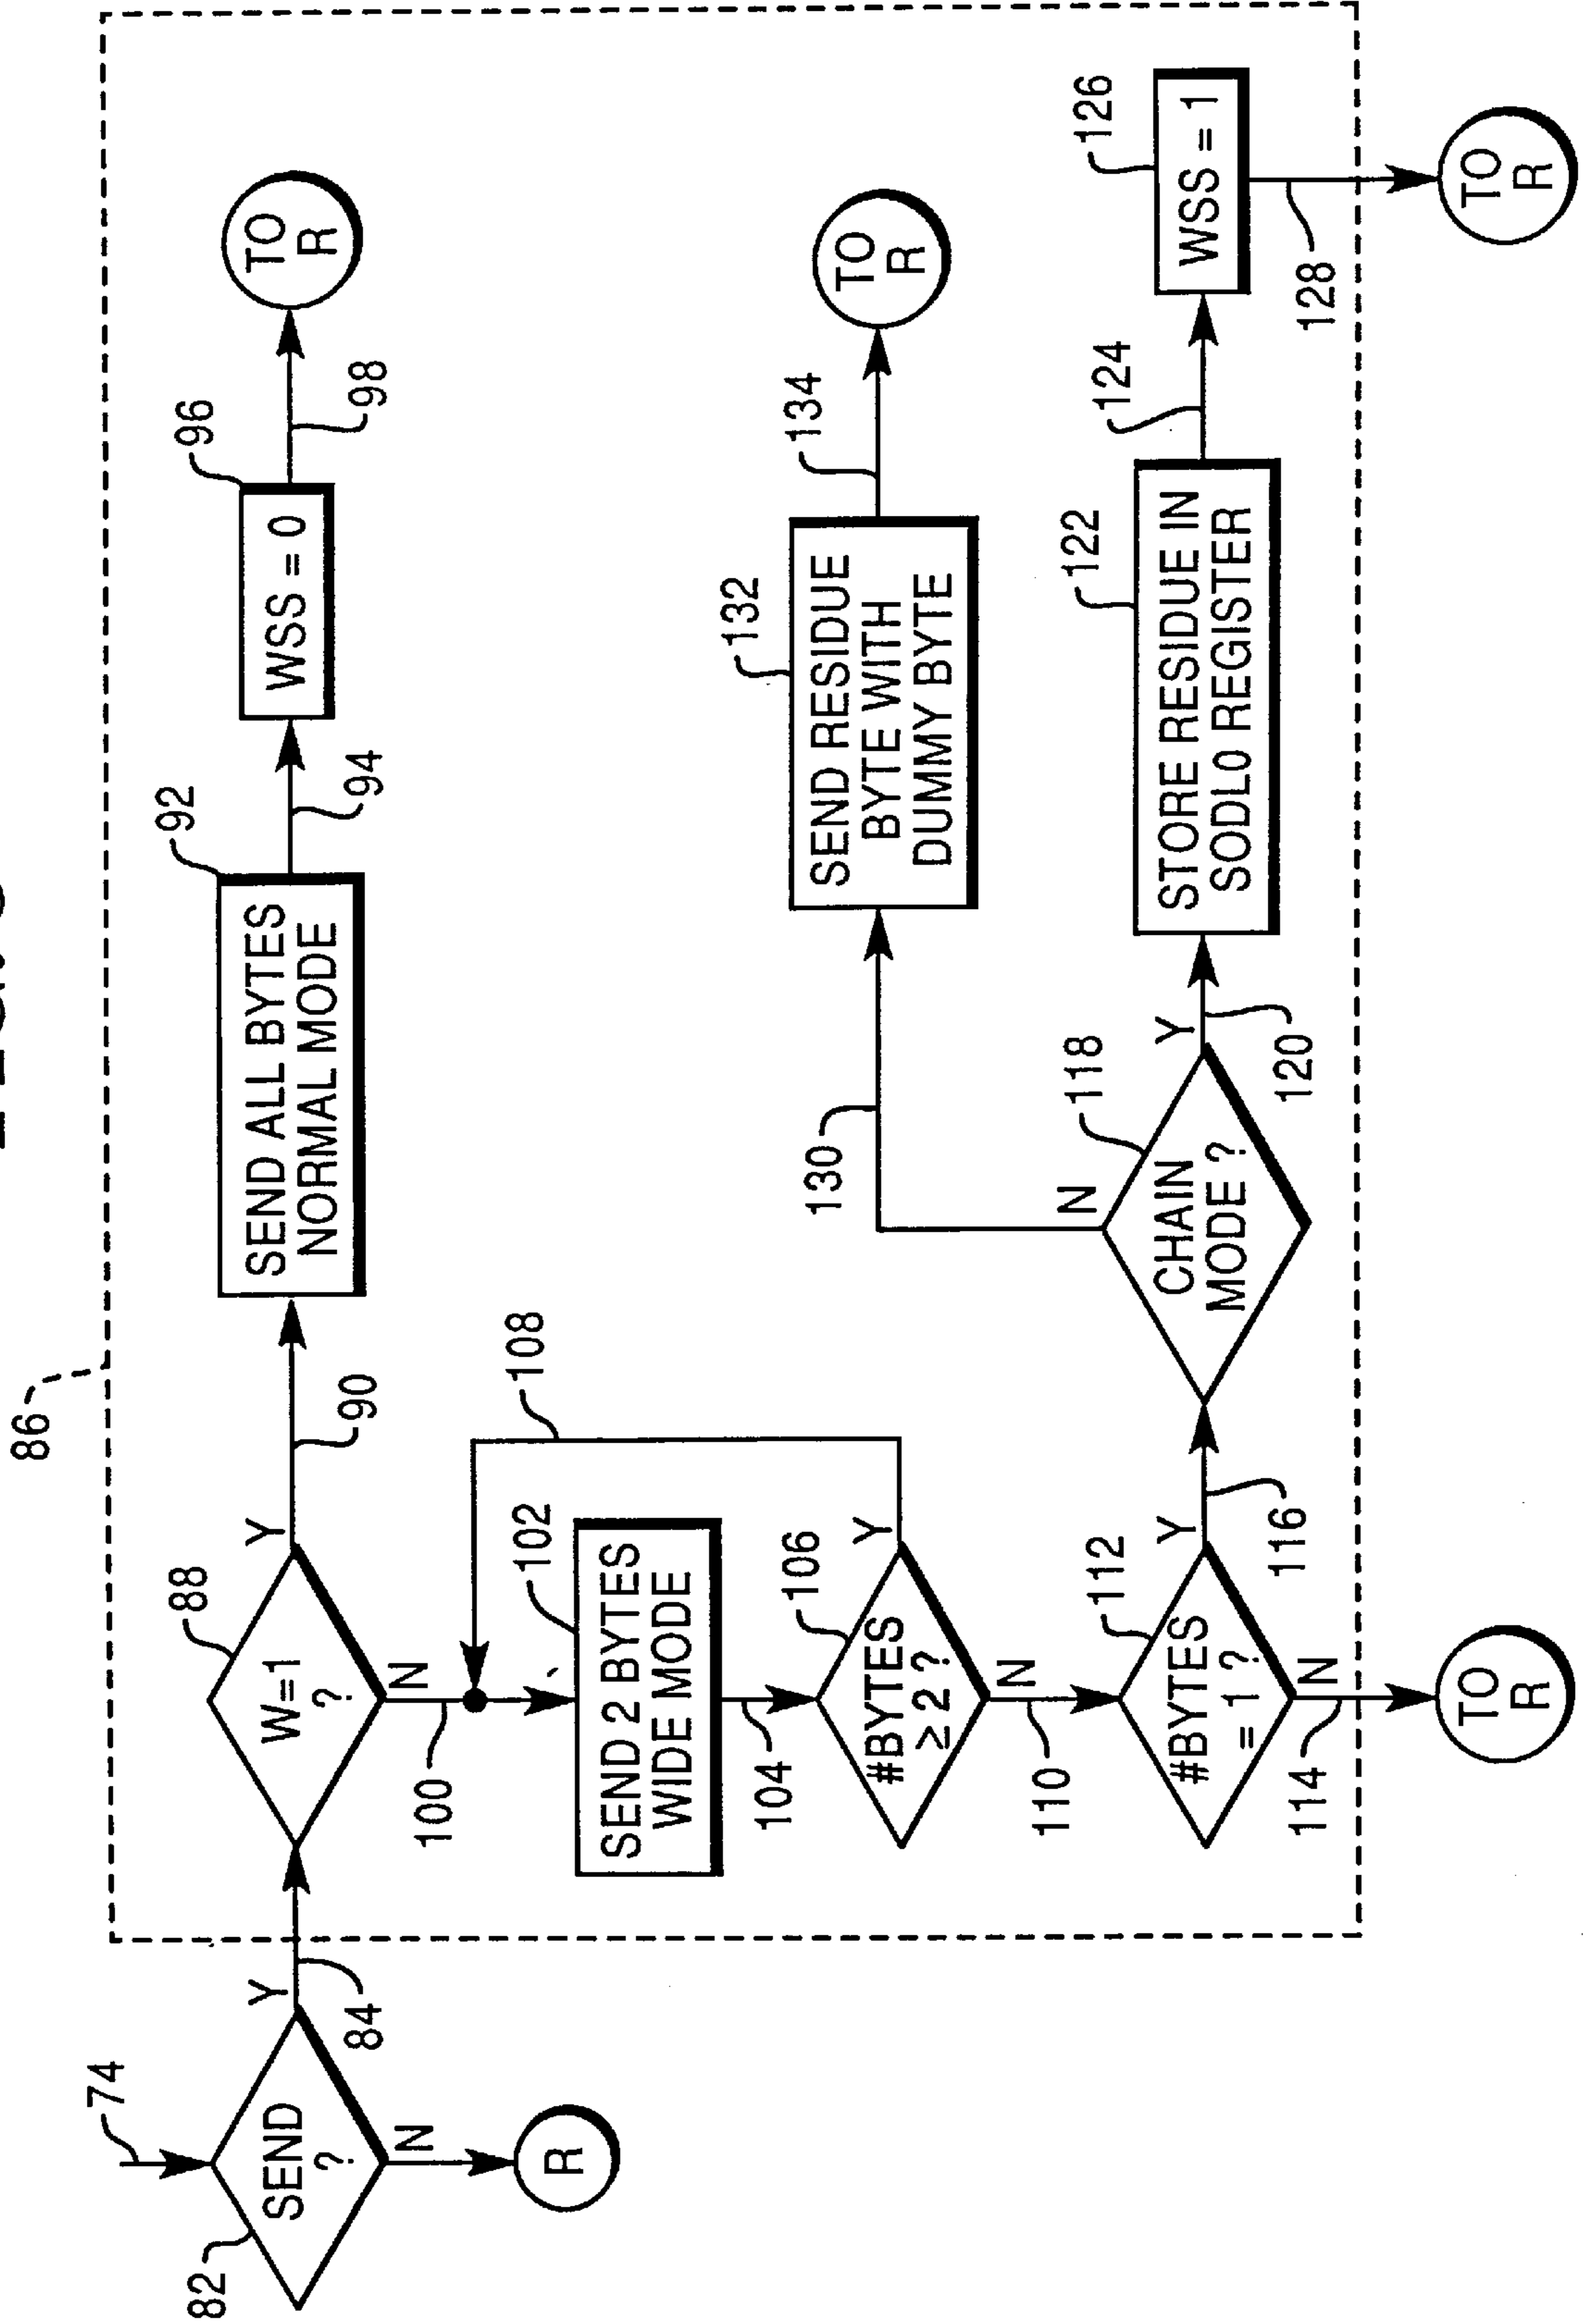 86
74
82
SEND
?
Y
84
N
R
88
W=1
?
Y
90
N
100
92
SEND ALL BYTES
NORMAL MODE
94
96
WSS = 0
98
TO
R
102
SEND 2 BYTES
WIDE MODE
104
106
#BYTES
≥ 2 ?
Y
108
N
110
112
#BYTES
= 1 ?
Y
116
N
114
TO
R
118
CHAIN
MODE ?
N
130
Y
120
132
SEND RESIDUE
BYTE WITH
DUMMY BYTE
134
TO
R
122
STORE RESIDUE IN
SODL0 REGISTER
124
126
WSS = 1
128
TO
R